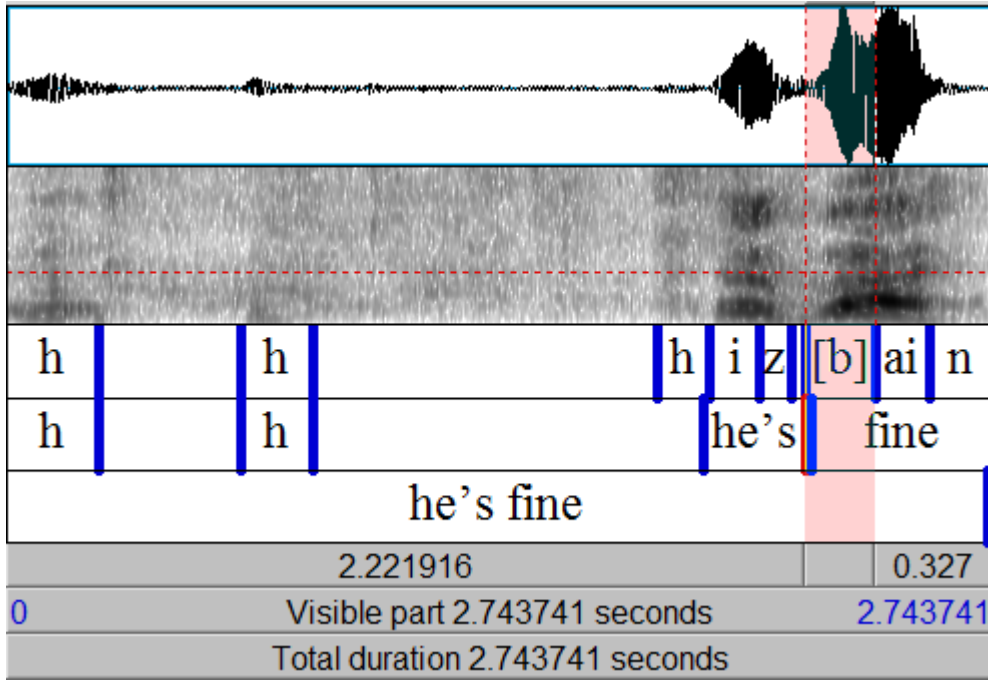 h h h i z [b] ai n
h h he's fine
he’s fine
2.221916 0.327
0 Visible part 2.743741 seconds 2.743741
Total duration 2.743741 seconds